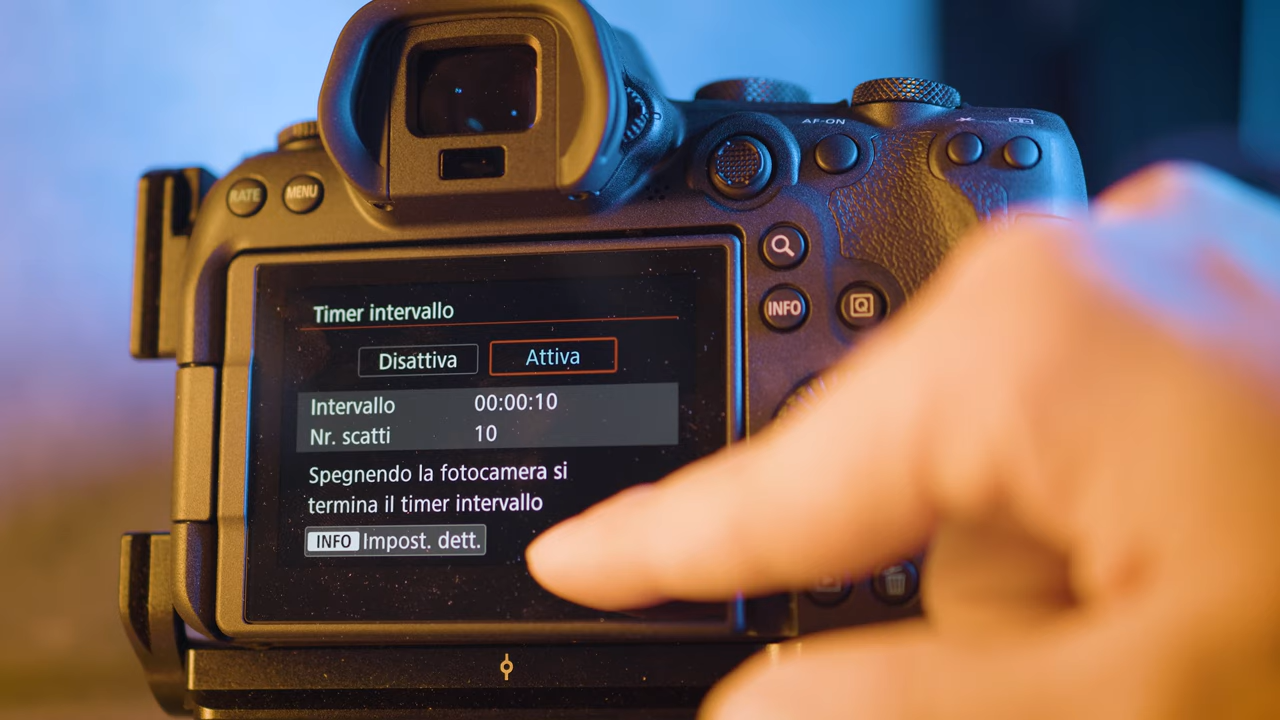 AF-ON
RATE
MENU
INFO
Q
Timer intervallo
Disattiva
Attiva
Intervallo 00:00:10
Nr. scatti 10
Spegnendo la fotocamera si
termina il timer intervallo
INFO Impost. dett.